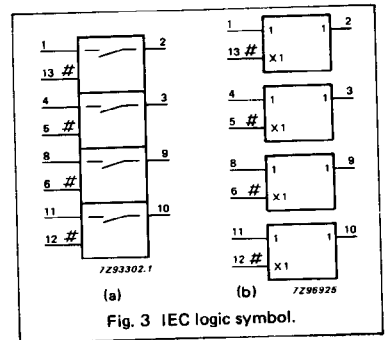 1 2
13 #
4 3
5 #
8 9
6 #
11 10
12 #
7Z93302.1
(a)
1 1 1 2
13 # X1
4 1 1 3
5 # X1
8 1 1 9
6 # X1
11 1 1 10
12 # X1
7Z96925
(b)
Fig. 3 IEC logic symbol.